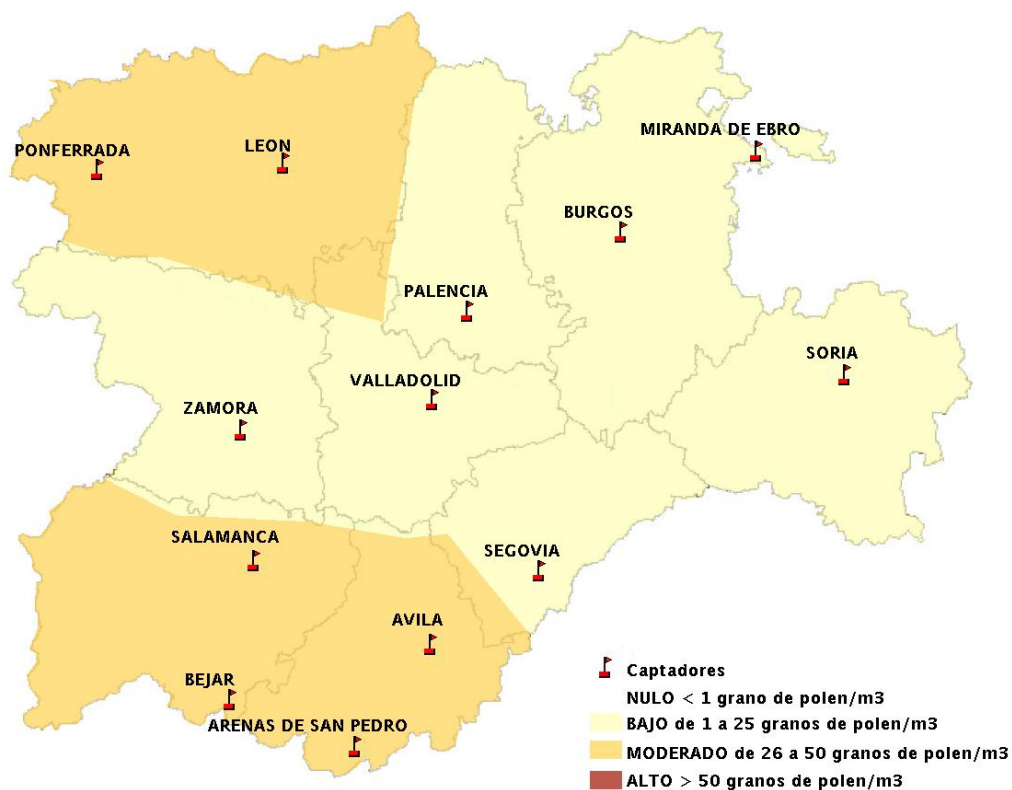 MIRANDA DE EBRO
PONFERRADA
LEON
BURGOS
PALENCIA
SORIA
VALLADOLID
ZAMORA
SALAMANCA
SEGOVIA
AVILA
BEJAR
ARENAS DE SAN PEDRO
Captadores
NULO < 1 grano de polen/m3
BAJO de 1 a 25 granos de polen/m3
MODERADO de 26 a 50 granos de polen/m3
ALTO > 50 granos de polen/m3